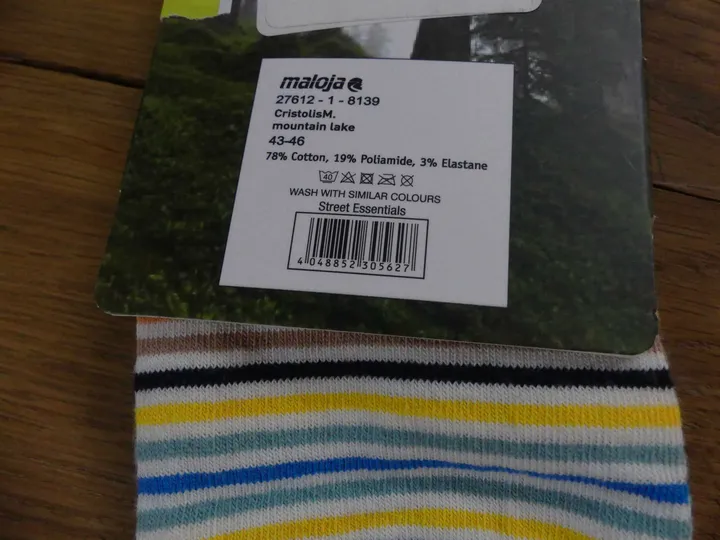 maloja
27612 - 1 - 8139
CristolisM.
mountain lake
43-46
78% Cotton, 19% Poliamide, 3% Elastane
40
WASH WITH SIMILAR COLOURS
Street Essentials
4 048852 305627